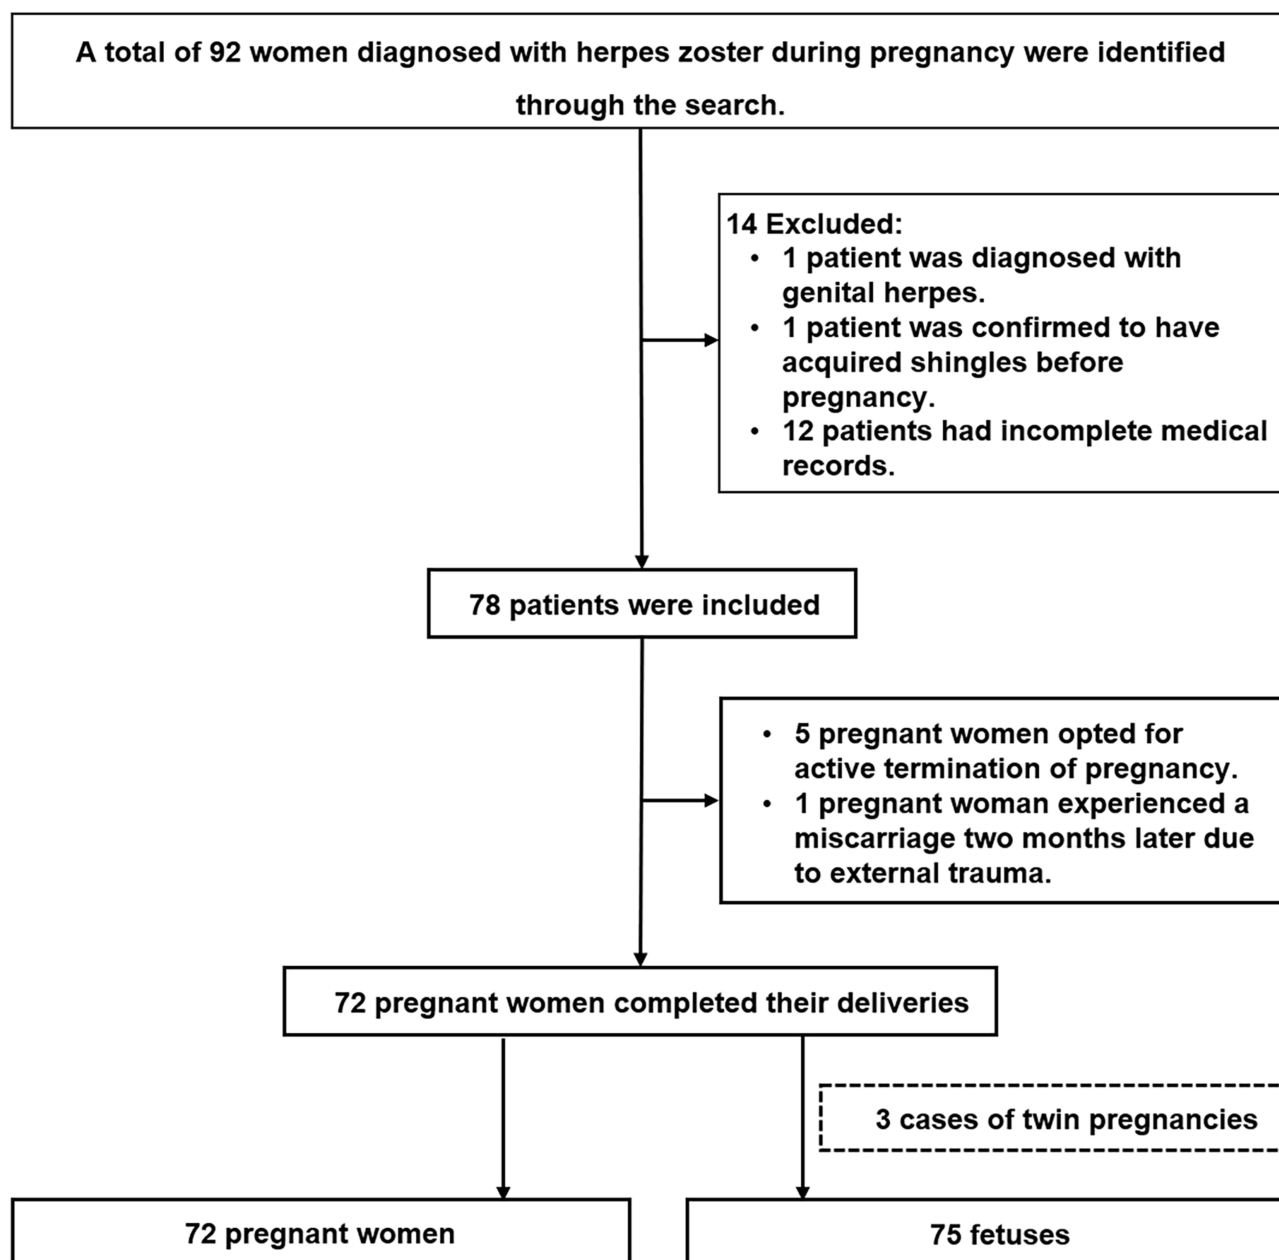 A total of 92 women diagnosed with herpes zoster during pregnancy were identified
through the search.
14 Excluded:
• 1 patient was diagnosed with
genital herpes.
• 1 patient was confirmed to have
acquired shingles before
pregnancy.
• 12 patients had incomplete medical
records.
78 patients were included
• 5 pregnant women opted for
active termination of pregnancy.
• 1 pregnant woman experienced a
miscarriage two months later due
to external trauma.
72 pregnant women completed their deliveries
3 cases of twin pregnancies
72 pregnant women
75 fetuses